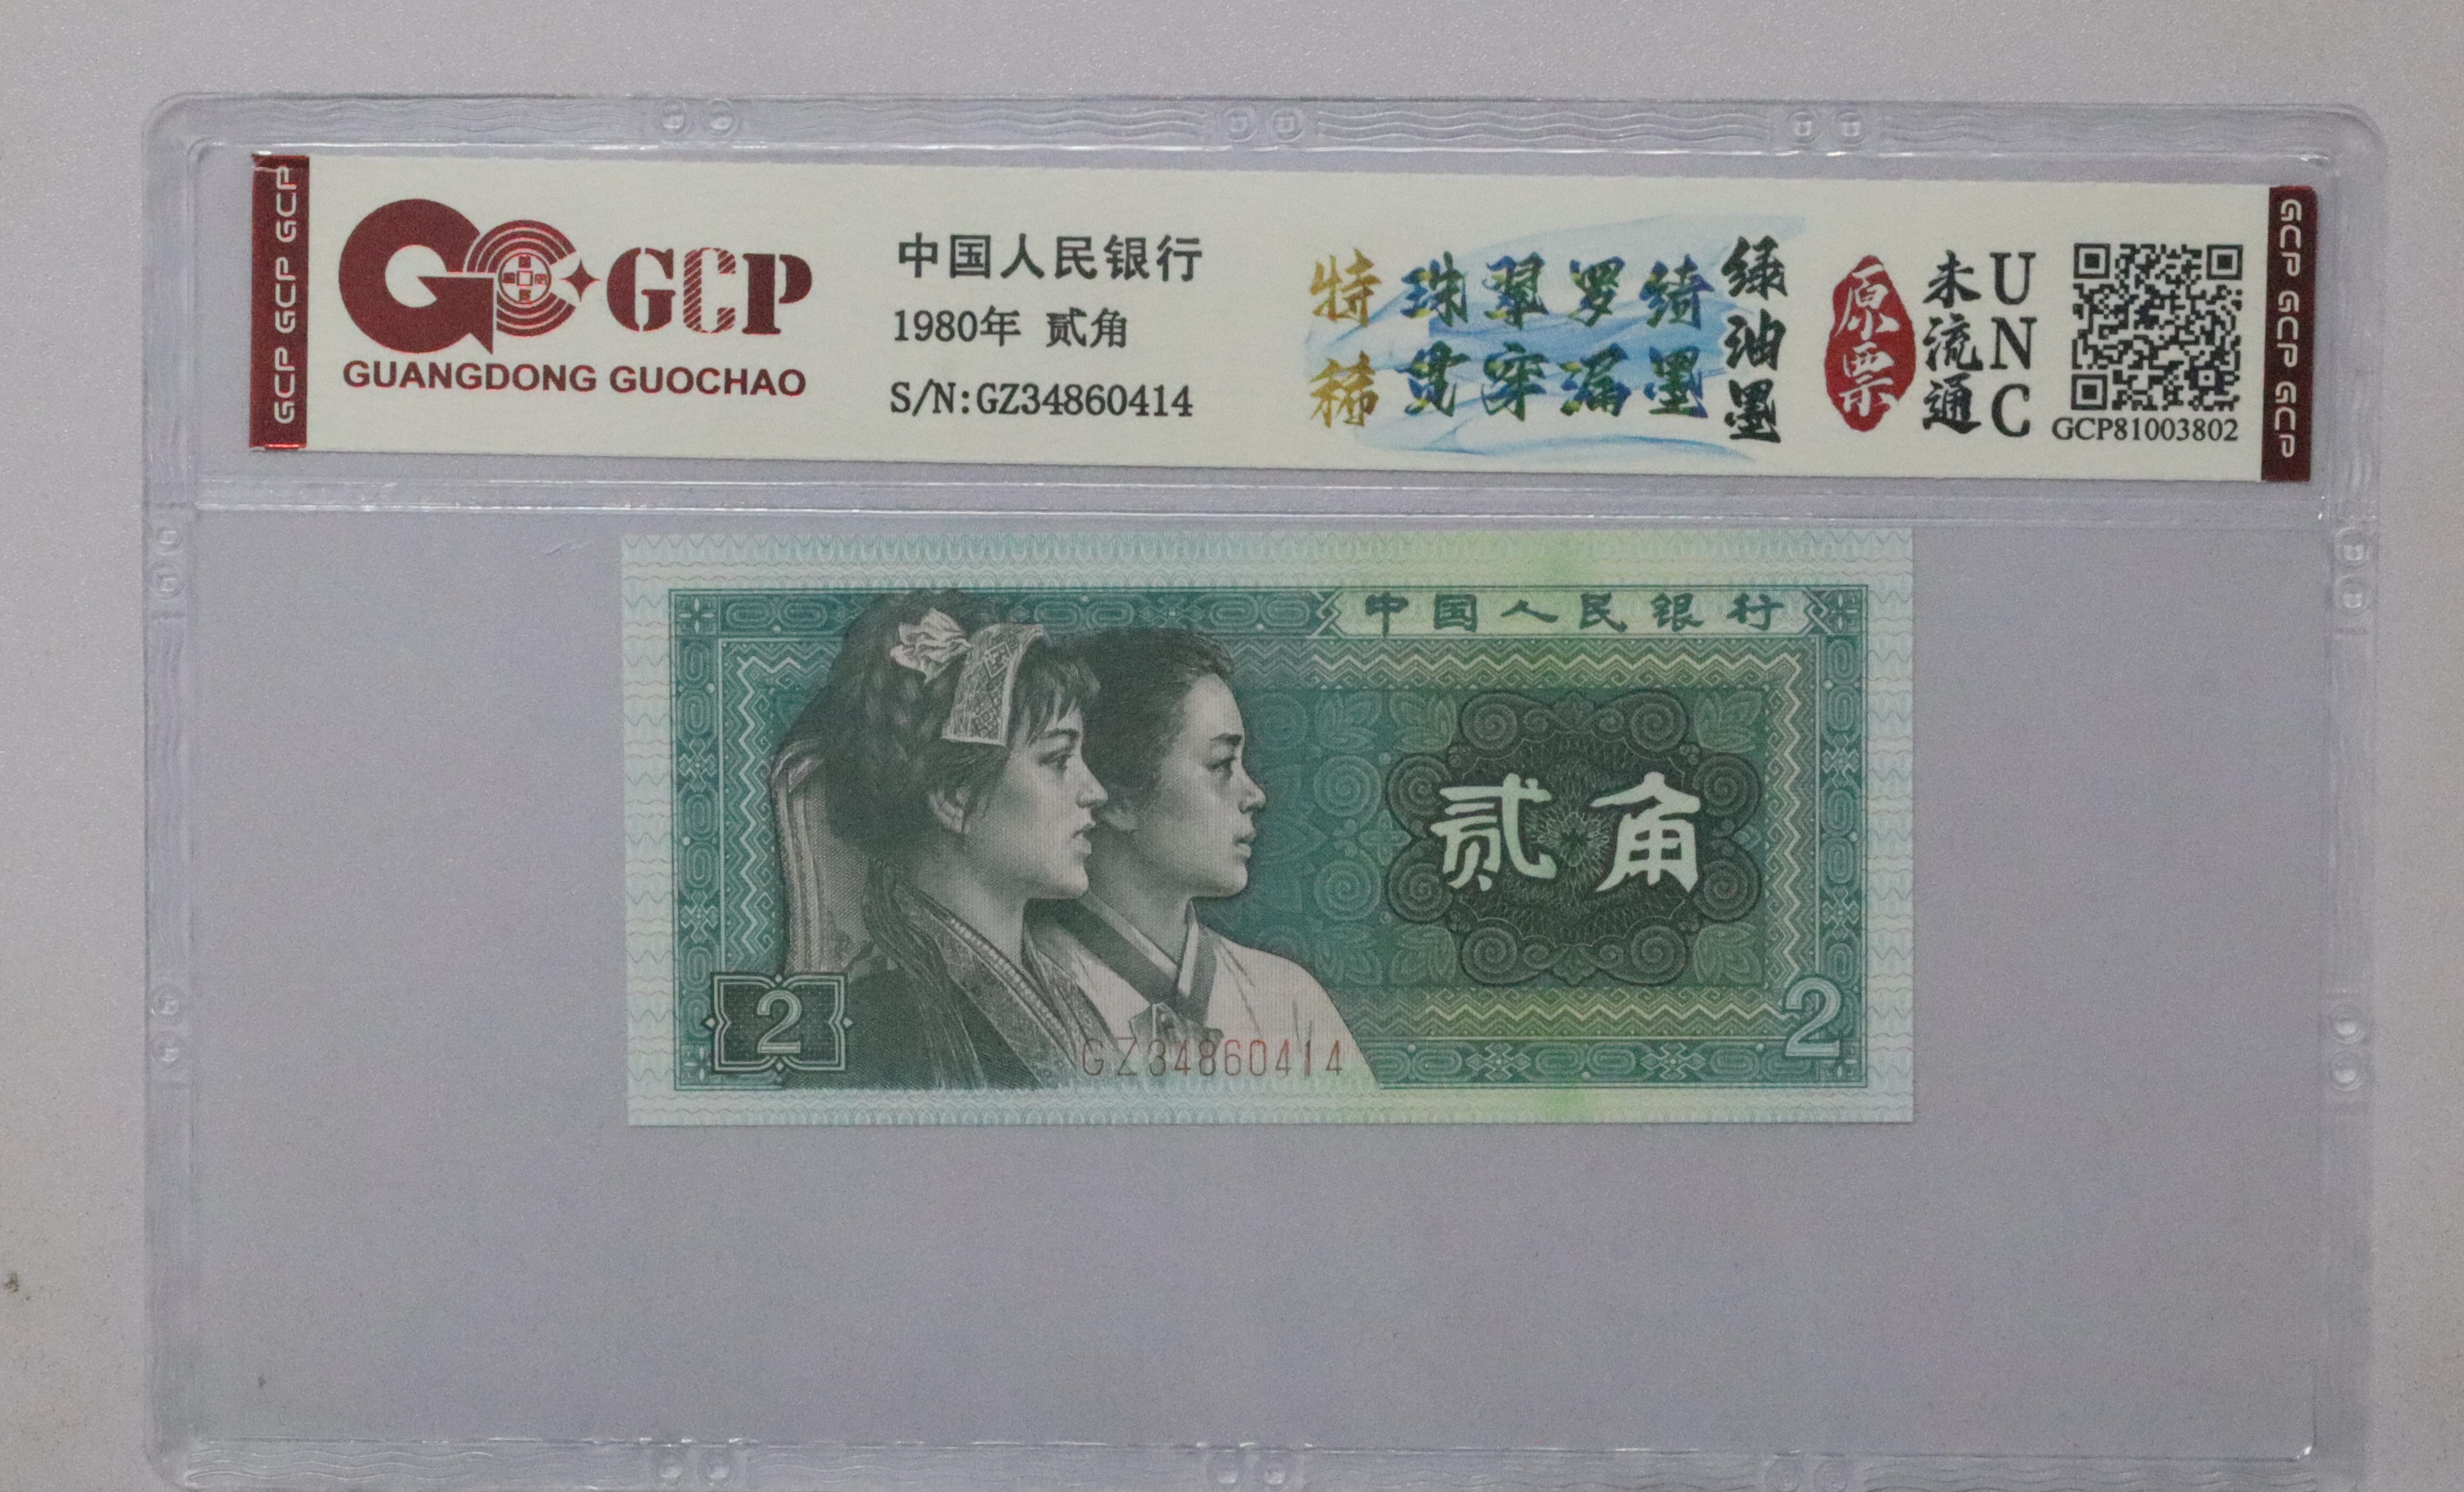 GCP GCP GCP
GCP
GUANGDONG GUOCHAO
中国人民银行
1980年 贰角
S/N:GZ34860414
特稀
珠翠罗绮
贯穿漏墨
绿油墨
原票
未流通
UNC
GCP81003802
GCP GCP GCP
中国人民银行
贰角
2
2
GZ34860414